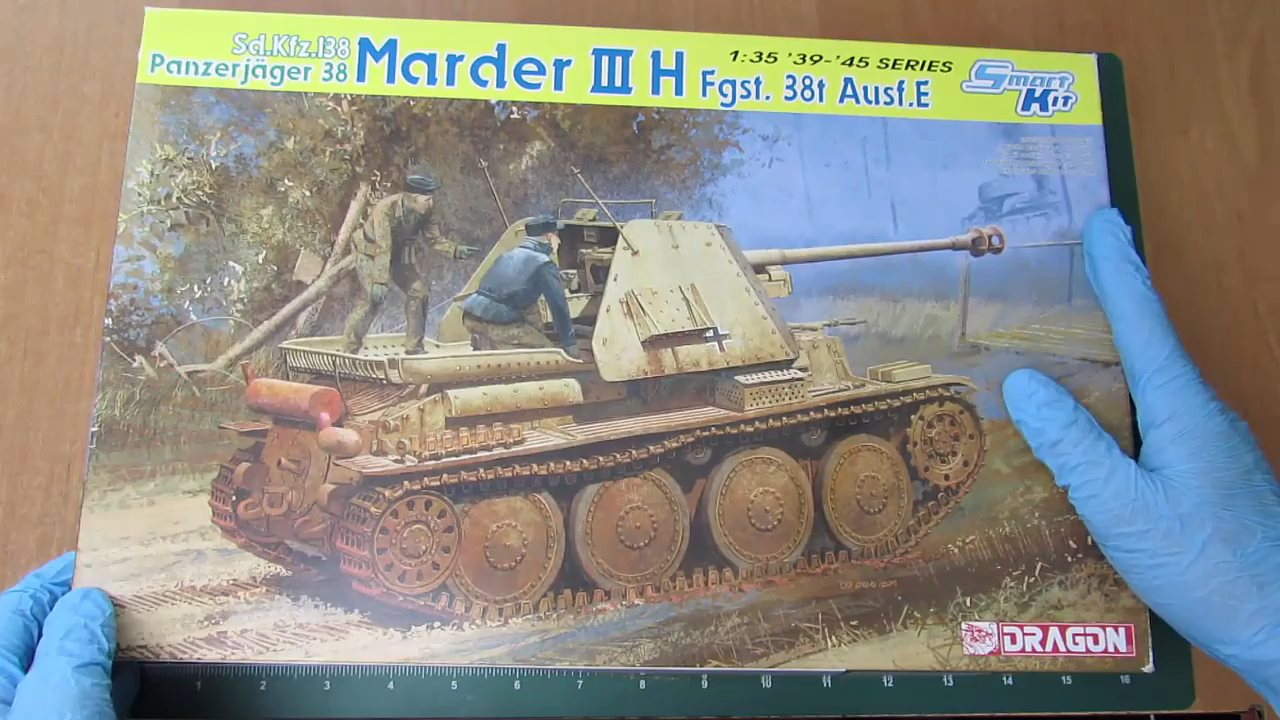 Sd.Kfz.138
Panzerjäger 38 Marder III H Fgst. 38t Ausf.E
1:35 '39-'45 SERIES
Smart Kit
DRAGON
1 2 3 4 5 6 7 8 9 10 11 12 13 14 15 16